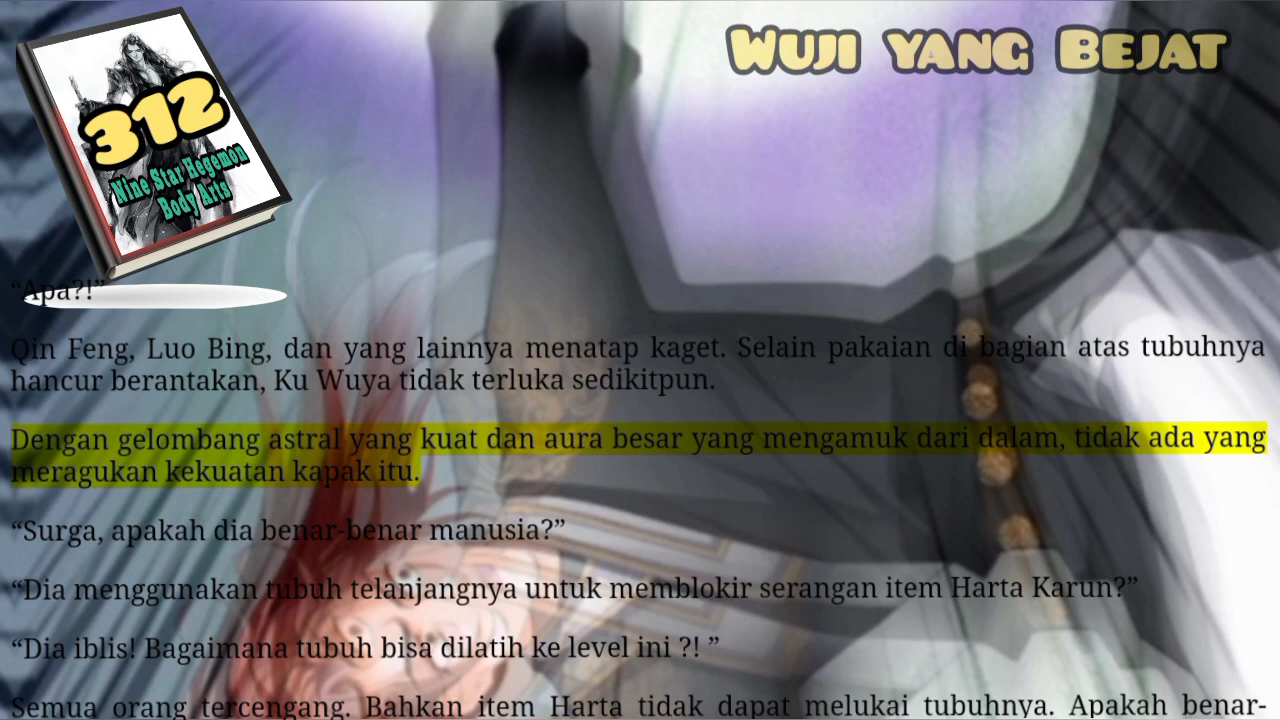 Wuji yang Bejat
312
Nine Star Hegemon
Body Arts
“Apa?!”
Qin Feng, Luo Bing, dan yang lainnya menatap kaget. Selain pakaian di bagian atas tubuhnya
hancur berantakan, Ku Wuya tidak terluka sedikitpun.
Dengan gelombang astral yang kuat dan aura besar yang mengamuk dari dalam, tidak ada yang
meragukan kekuatan kapak itu.
“Surga, apakah dia benar-benar manusia?”
“Dia menggunakan tubuh telanjangnya untuk memblokir serangan item Harta Karun?”
“Dia iblis! Bagaimana tubuh bisa dilatih ke level ini ?! ”
Semua orang tercengang. Bahkan item Harta tidak dapat melukai tubuhnya. Apakah benar-